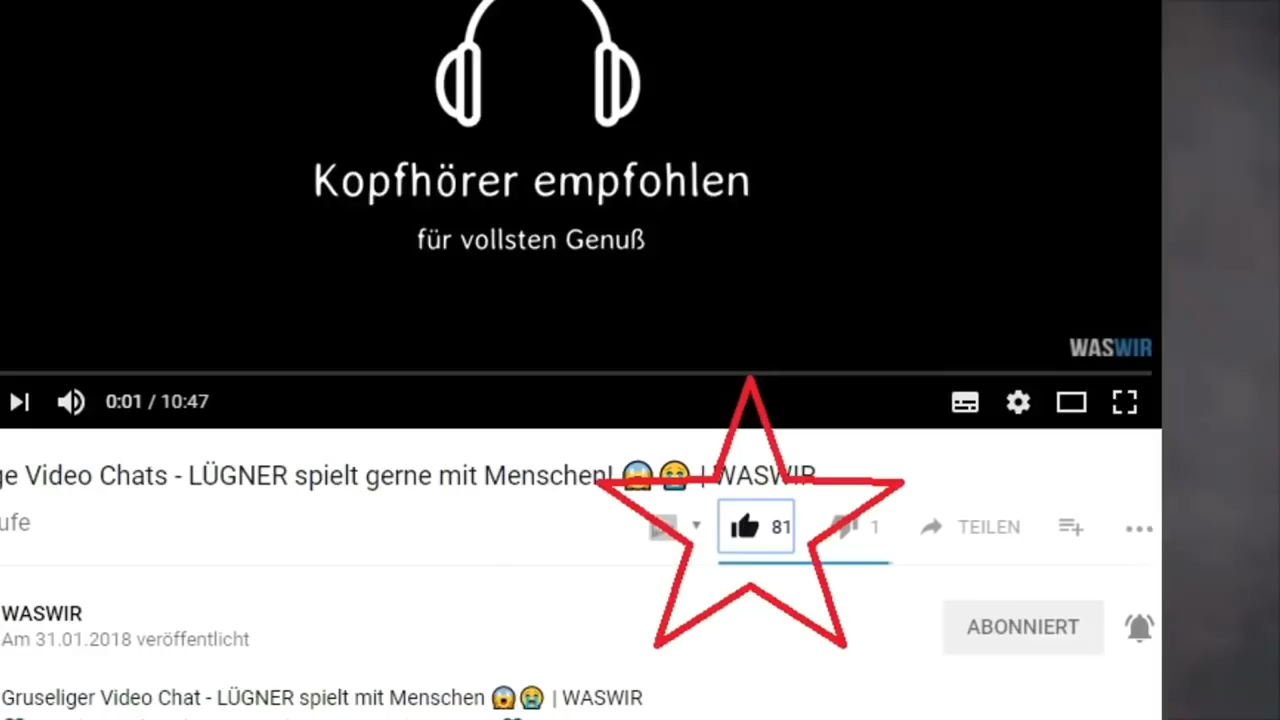 Kopfhörer empfohlen
für vollsten Genuß
WASWIR
0:01 / 10:47
ge Video Chats - LÜGNER spielt gerne mit Menschen! 😱😭 | WASWIR
ufe
81
1
TEILEN
WASWIR
Am 31.01.2018 veröffentlicht
ABONNIERT
Gruseliger Video Chat - LÜGNER spielt mit Menschen 😱😭 | WASWIR